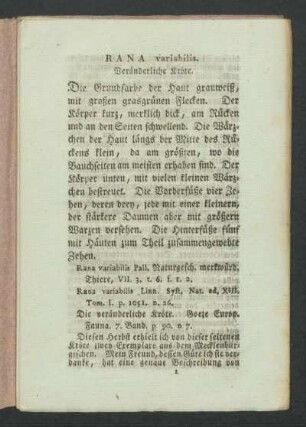 RANA variabilis.
Veränderliche Kröte.
Die Grundfarbe der Haut grauweiß,
mit großen grasgrünen Flecken. Der
Körper kurz, merklich dick, am Rücken
und an den Seiten schwellend. Die Wärz-
chen der Haut längs der Mitte des Rü-
ckens klein, da am größten, wo die
Bauchseiten am meisten erhaben sind. Der
Körper unten, mit vielen kleinen Wärz-
chen bestreuet. Die Vorderfüße vier Ze-
hen, deren drey, jede mit einer kleinern,
der stärkere Daumen aber mit größern
Warzen versehen. Die Hinterfüße fünf
mit Häuten zum Theil zusammengewebte
Zehen.
Rana variabilis Pall. Naturgesch. merkwürd.
Thiere, VII. 3. t. 6. f. 1. 2.
Rana variabilis Linn. Syst. Nat. ed. XIII.
Tom. I. p. 1051. n. 26.
Die veränderliche Kröte. Goeze Europ.
Fauna. 7. Band. p 90. n 7.
Diesen Herbst erhielt ich von dieser seltenen
Kröte zwey Exemplare aus dem Mecklenbur-
gischen. Mein Freund, dessen Güte ich sie ver-
danke, hat eine genaue Beschreibung von